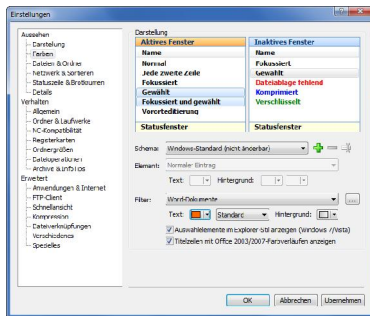 Einstellungen
Aussehen
Darstellung
Farben
Dateien & Ordner
Netzwerk & Sortieren
Statuszeile & Brotkrumen
Details
Verhalten
Allgemein
Ordner & Laufwerke
NC-Kompatibilität
Registerkarten
Ordnergrößen
Dateioperationen
Archive & Infotips
Erweitert
Anwendungen & Internet
FTP-Client
Schnellansicht
Kompression
Dateiverknüpfungen
Verschiedenes
Spezielles
Darstellung
Aktives Fenster
Name
Normal
Jede zweite Zeile
Fokussiert
Gewählt
Fokussiert und gewählt
Voreditierung
Statusfenster
Inaktives Fenster
Name
Fokussiert
Gewählt
Dateiablage fehlend
Komprimiert
Verschlüsselt
Statusfenster
Schema: Windows-Standard (nicht änderbar)
Element: Normaler Eintrag
Text: Hintergrund:
Filter: Word-Dokumente ...
Text: Standard Hintergrund:
Auswahlelemente im Explorer-Stil anzeigen (Windows 7/Vista)
Titelzeilen mit Office 2003/2007-Farbverläufen anzeigen
OK Abbrechen Übernehmen